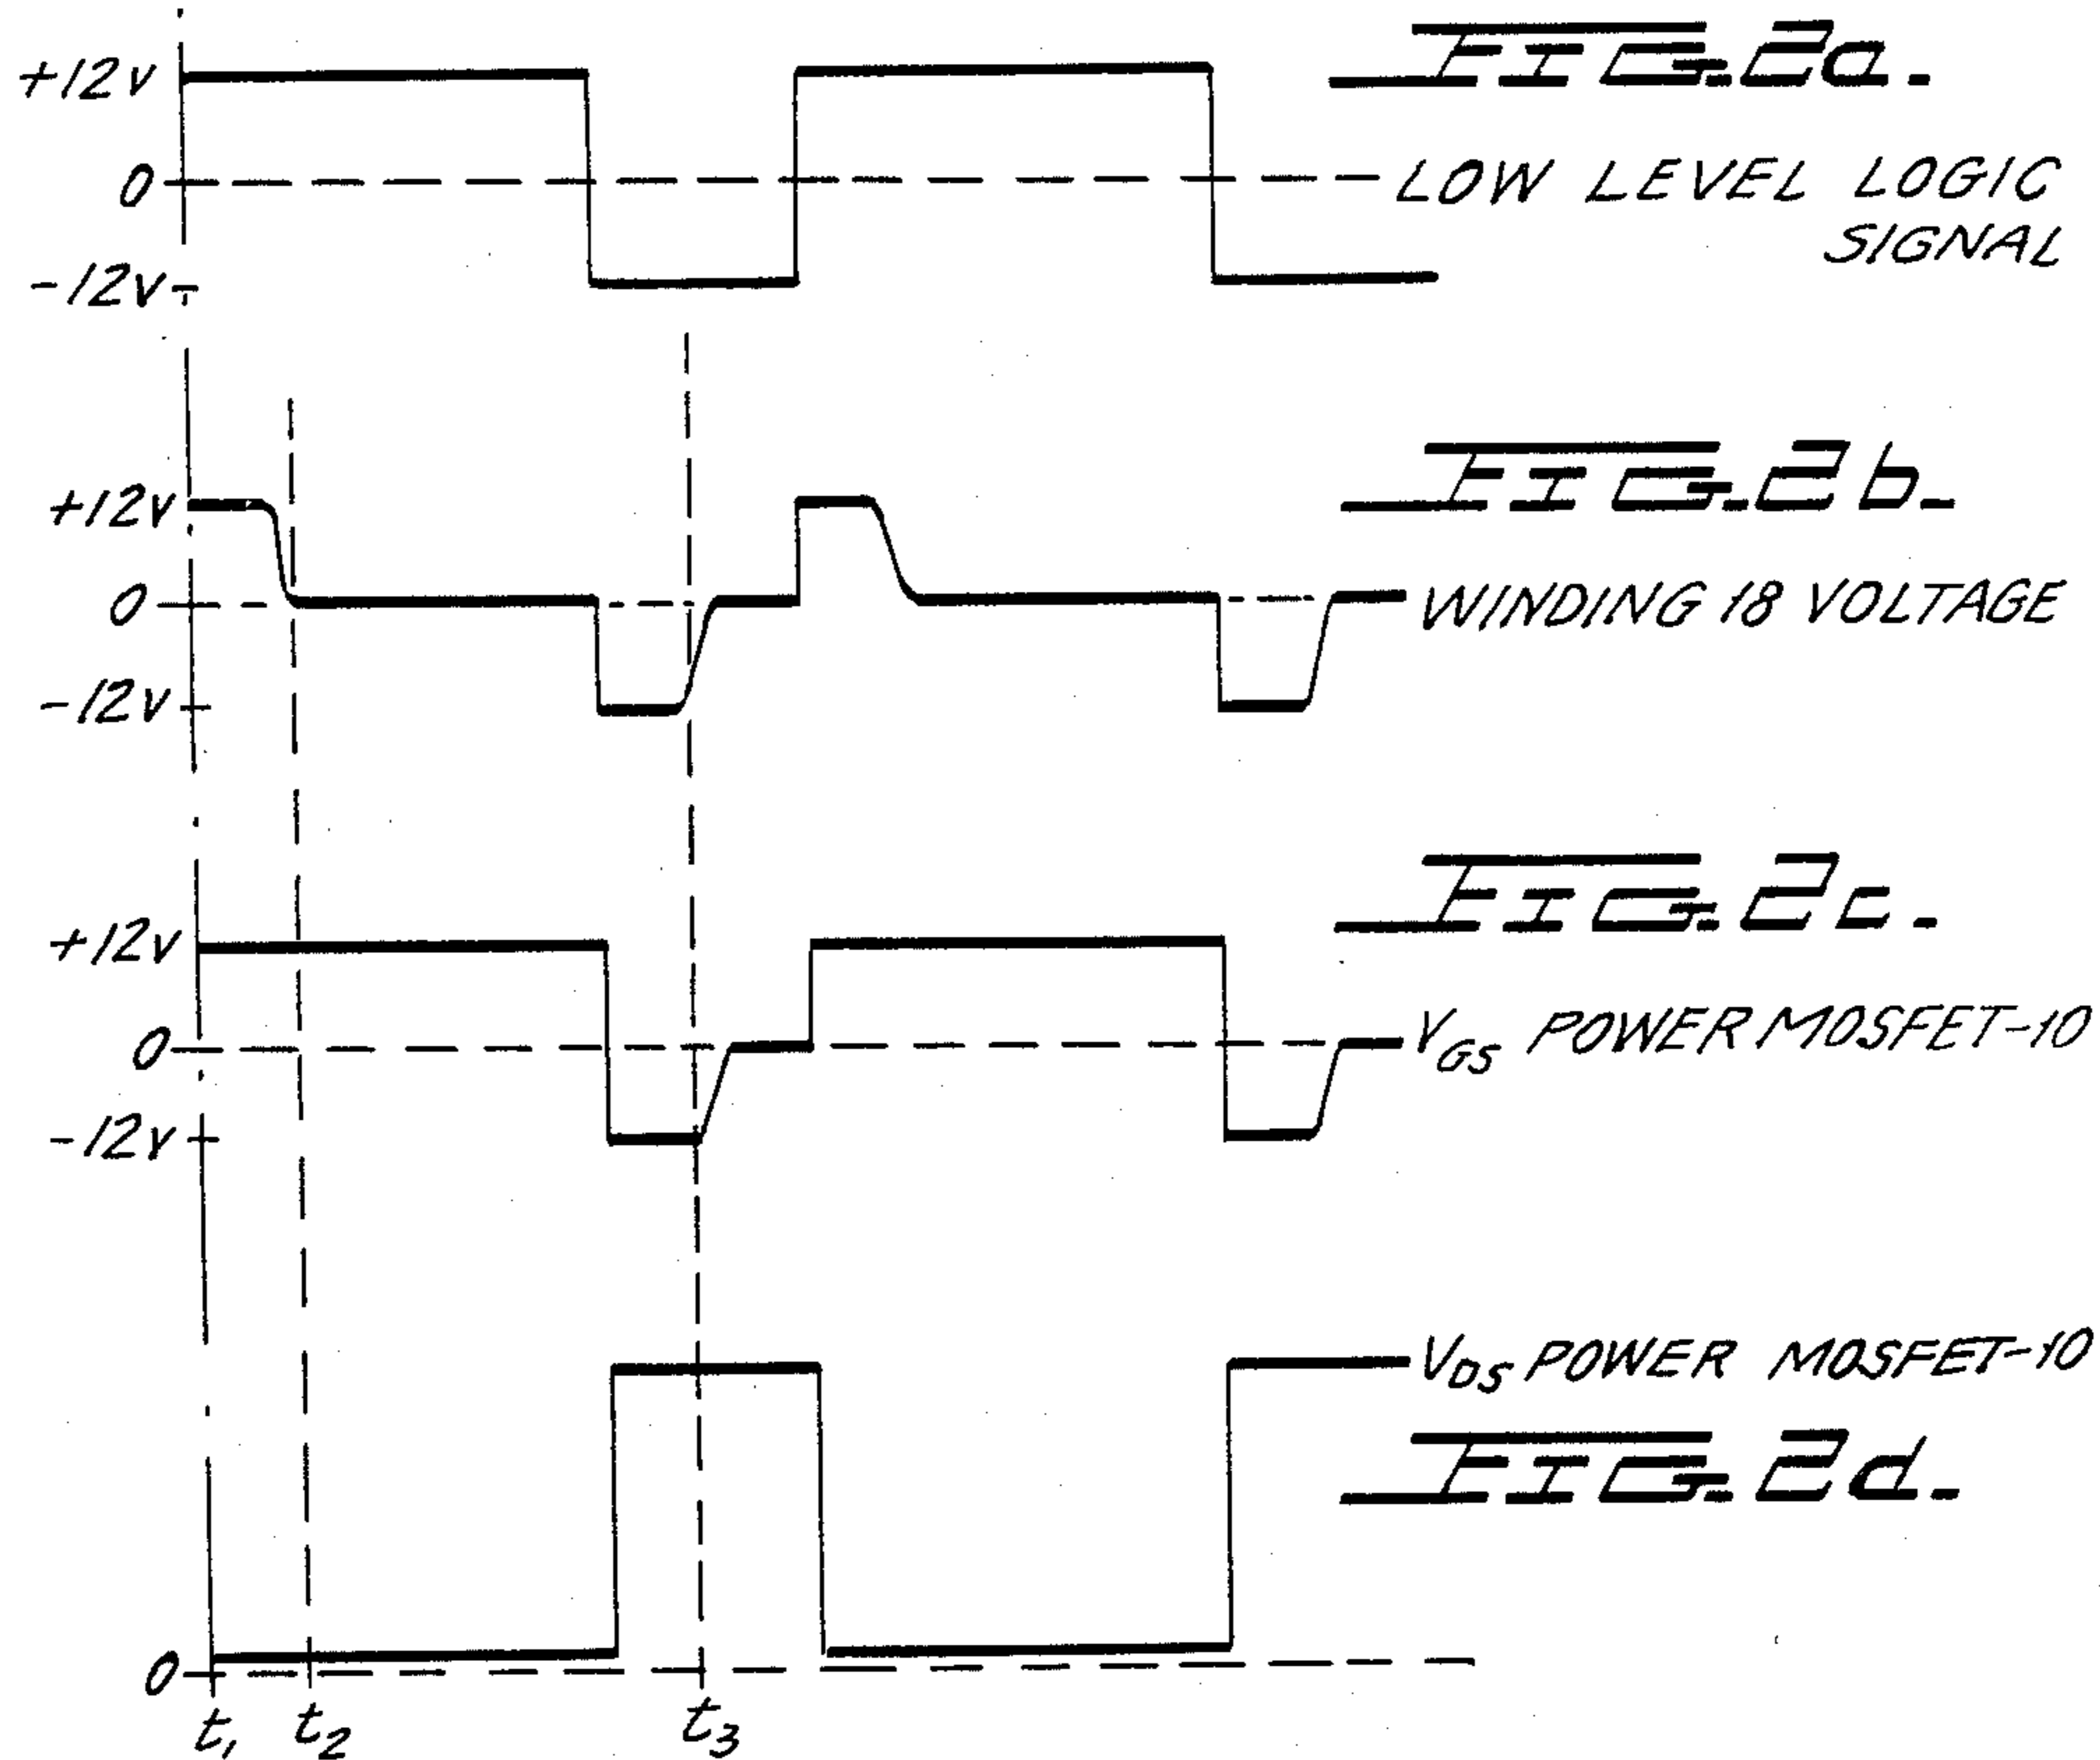 FIG. 2a.
+12V
0
LOW LEVEL LOGIC
SIGNAL
-12V
FIG. 2b.
+12V
0
WINDING 18 VOLTAGE
-12V
FIG. 2c.
+12V
0
VGS POWER MOSFET-10
-12V
VDS POWER MOSFET-10
FIG. 2d.
0
t1 t2 t3